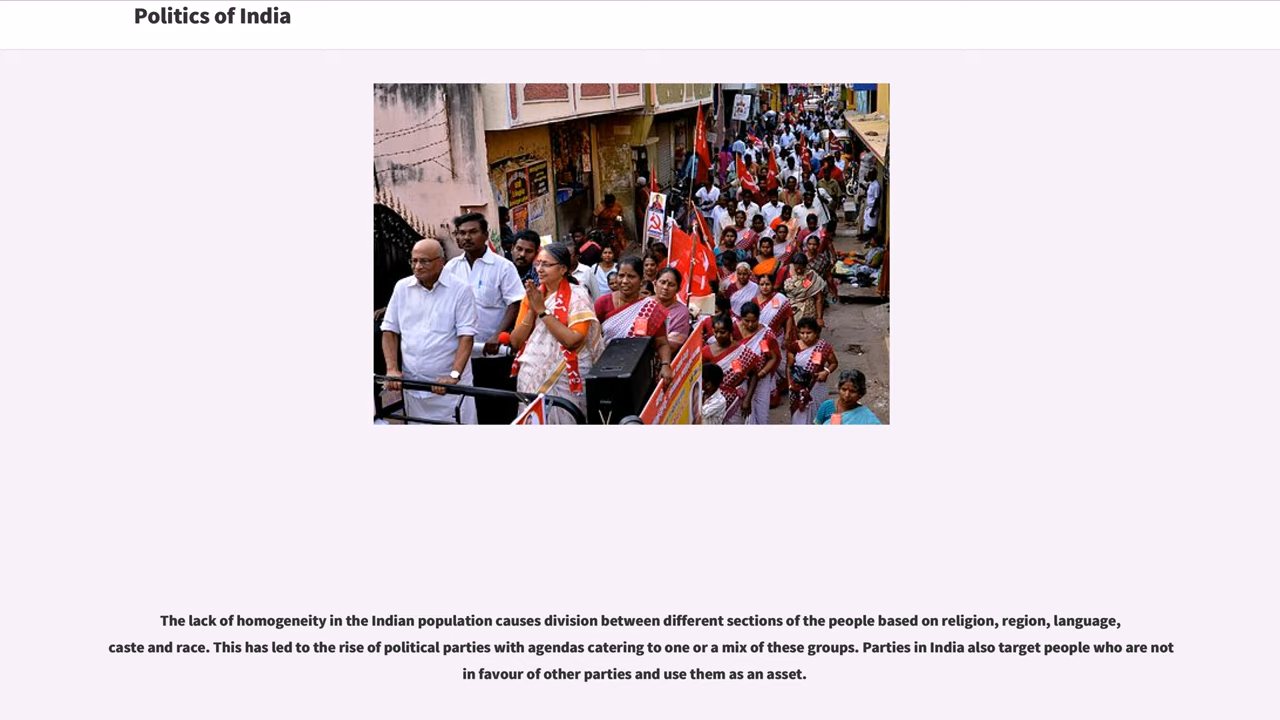 Politics of India
The lack of homogeneity in the Indian population causes division between different sections of the people based on religion, region, language,
caste and race. This has led to the rise of political parties with agendas catering to one or a mix of these groups. Parties in India also target people who are not
in favour of other parties and use them as an asset.